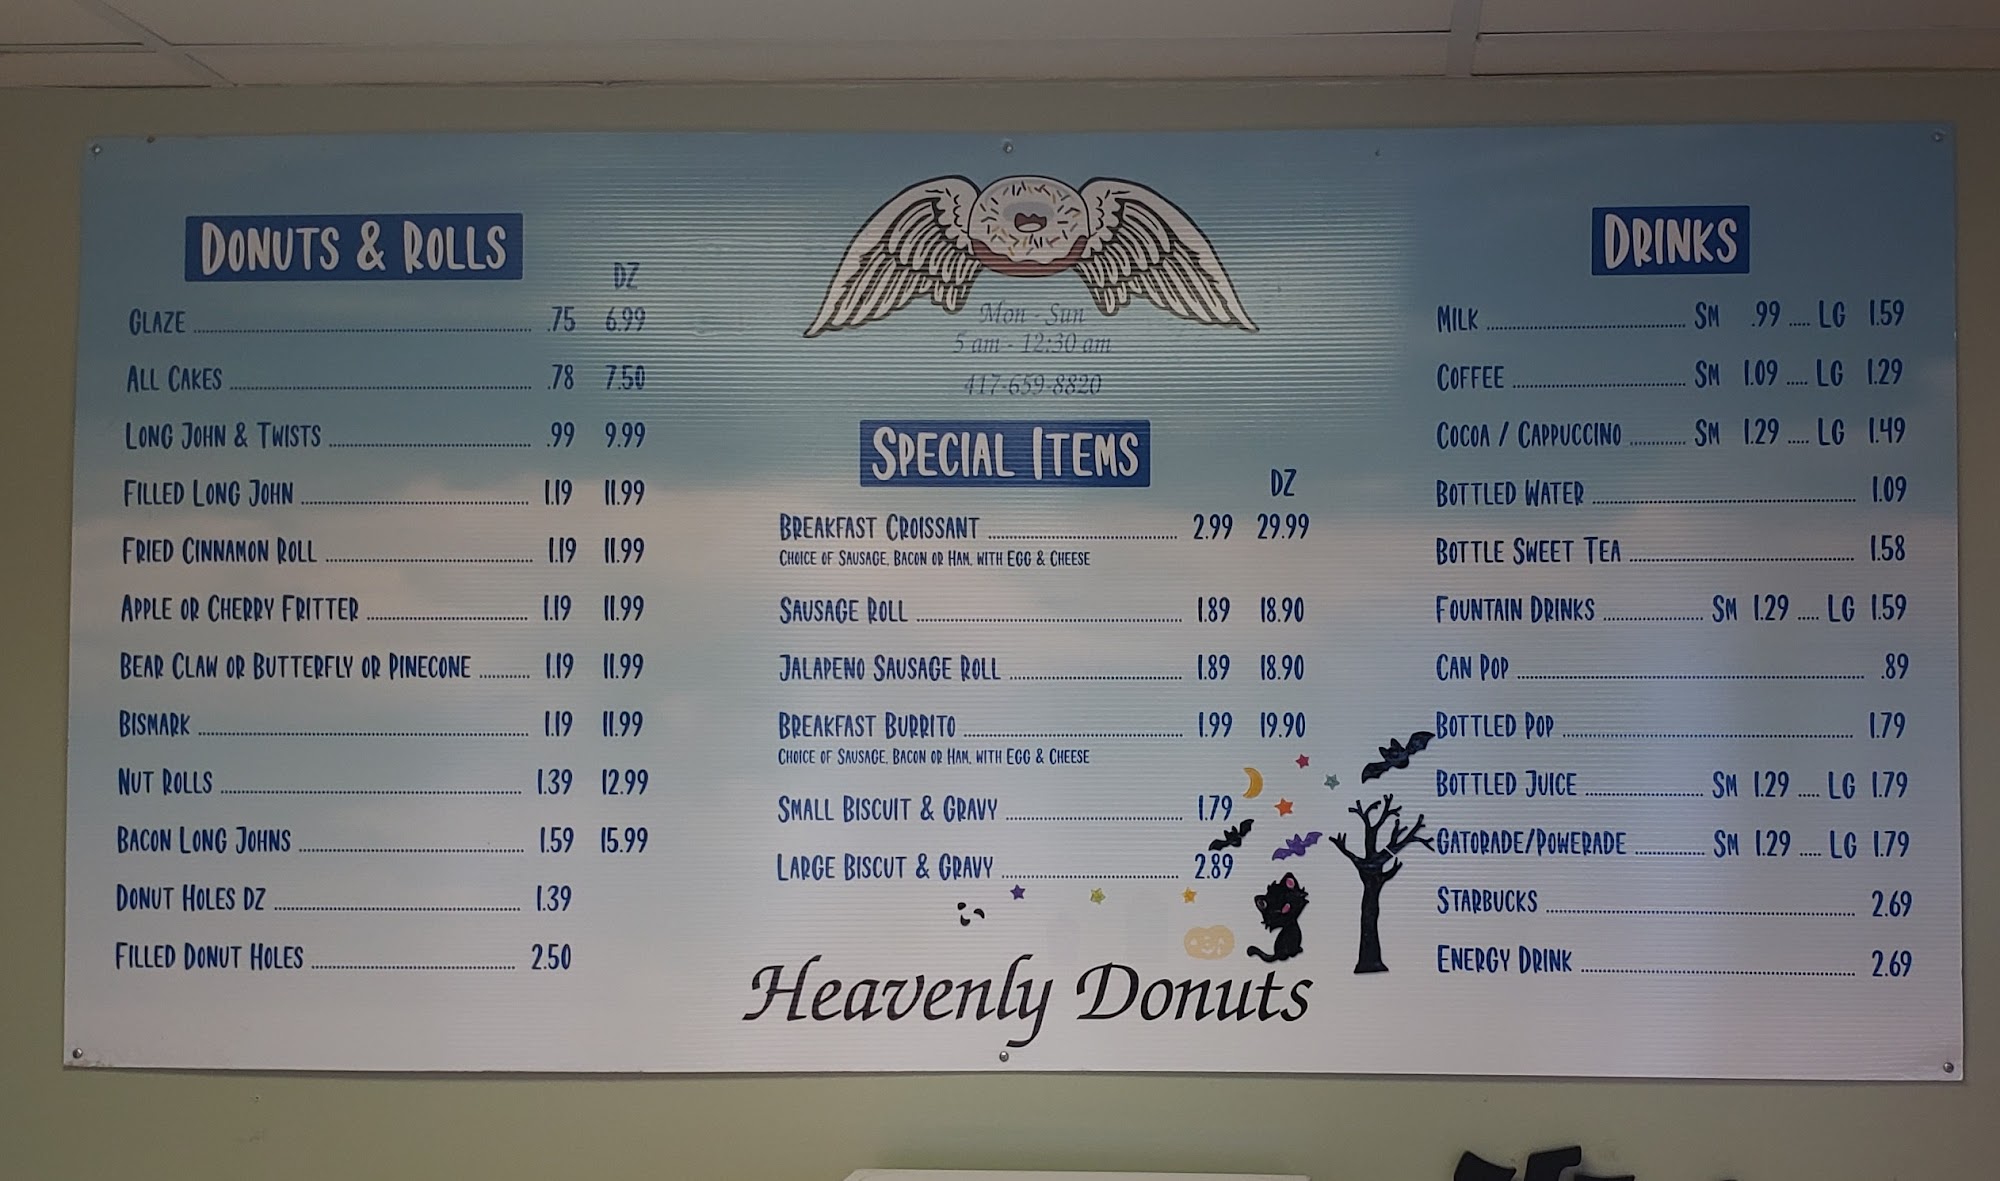 DONUTS & ROLLS
DZ
GLAZE .75 6.99
ALL CAKES .78 7.50
LONG JOHN & TWISTS .99 9.99
FILLED LONG JOHN 1.19 11.99
FRIED CINNAMON ROLL 1.19 11.99
APPLE OR CHERRY FRITTER 1.19 11.99
BEAR CLAW OR BUTTERFLY OR PINECONE 1.19 11.99
BISMARK 1.19 11.99
NUT ROLLS 1.39 12.99
BACON LONG JOHNS 1.59 15.99
DONUT HOLES DZ 1.39
FILLED DONUT HOLES 2.50
Mon - Sun
5 am - 12:30 am
417-659-8820
SPECIAL ITEMS
DZ
BREAKFAST CROISSANT 2.99 29.99
CHOICE OF SAUSAGE, BACON OR HAM, WITH EGG & CHEESE
SAUSAGE ROLL 1.89 18.90
JALAPENO SAUSAGE ROLL 1.89 18.90
BREAKFAST BURRITO 1.99 19.90
CHOICE OF SAUSAGE, BACON OR HAM, WITH EGG & CHEESE
SMALL BISCUIT & GRAVY 1.79
LARGE BISCUT & GRAVY 2.89
Heavenly Donuts
DRINKS
MILK SM .99 ..... LG 1.59
COFFEE SM 1.09 ..... LG 1.29
COCOA / CAPPUCCINO SM 1.29 ..... LG 1.49
BOTTLED WATER 1.09
BOTTLE SWEET TEA 1.58
FOUNTAIN DRINKS SM 1.29 ..... LG 1.59
CAN POP .89
BOTTLED POP 1.79
BOTTLED JUICE SM 1.29 ..... LG 1.79
GATORADE/POWERADE SM 1.29 ..... LG 1.79
STARBUCKS 2.69
ENERGY DRINK 2.69